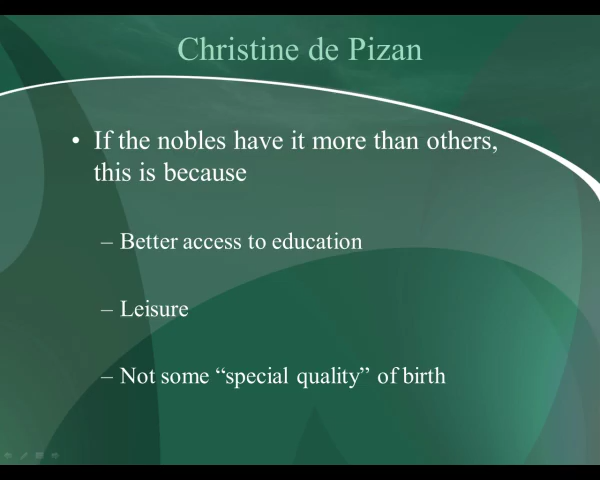 Christine de Pizan
• If the nobles have it more than others,
this is because
– Better access to education
– Leisure
– Not some “special quality” of birth